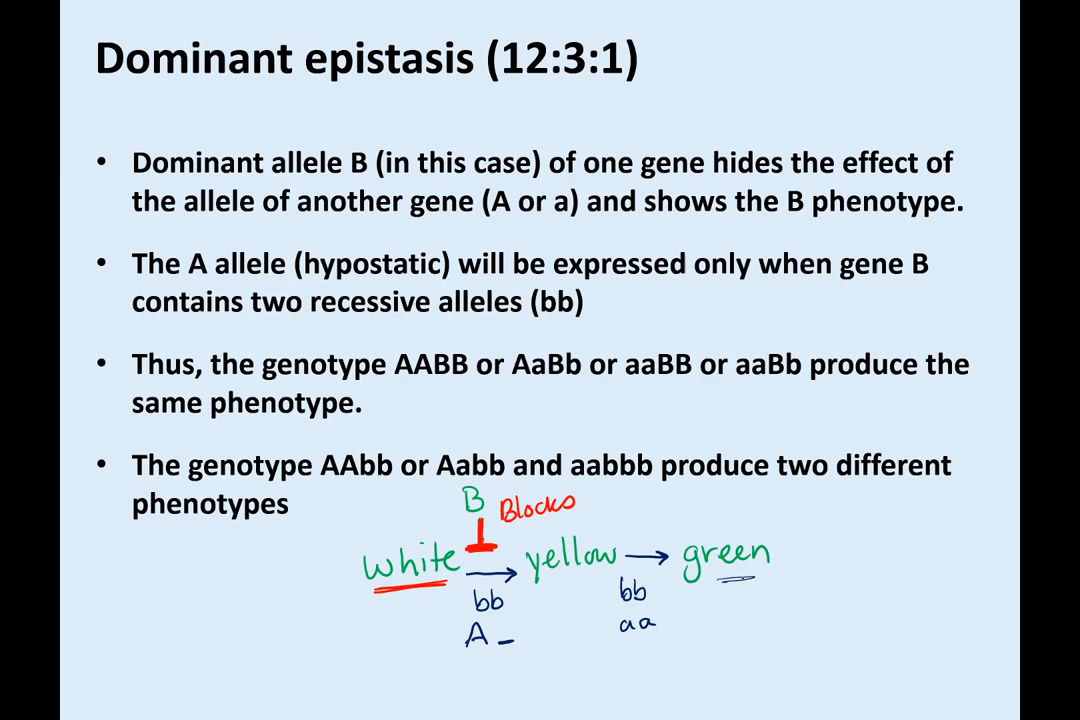 Dominant epistasis (12:3:1)
• Dominant allele B (in this case) of one gene hides the effect of
the allele of another gene (A or a) and shows the B phenotype.
• The A allele (hypostatic) will be expressed only when gene B
contains two recessive alleles (bb)
• Thus, the genotype AABB or AaBb or aaBB or aaBb produce the
same phenotype.
• The genotype AAbb or Aabb and aabbb produce two different
phenotypes
B Blocks
white → yellow → green
bb bb
A – aa